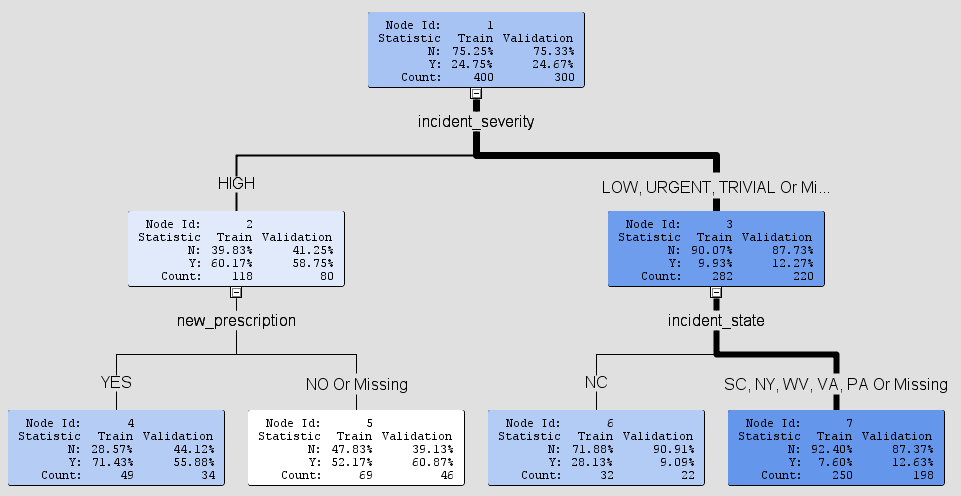 Node Id: 1
Statistic Train Validation
N: 75.25% 75.33%
Y: 24.75% 24.67%
Count: 400 300
incident_severity
HIGH
LOW, URGENT, TRIVIAL Or Mi...
Node Id: 2
Statistic Train Validation
N: 39.83% 41.25%
Y: 60.17% 58.75%
Count: 118 80
Node Id: 3
Statistic Train Validation
N: 90.07% 87.73%
Y: 9.93% 12.27%
Count: 282 220
new_prescription
incident_state
YES
NO Or Missing
NC
SC, NY, WV, VA, PA Or Missing
Node Id: 4
Statistic Train Validation
N: 28.57% 44.12%
Y: 71.43% 55.88%
Count: 49 34
Node Id: 5
Statistic Train Validation
N: 47.83% 39.13%
Y: 52.17% 60.87%
Count: 69 46
Node Id: 6
Statistic Train Validation
N: 71.88% 90.91%
Y: 28.13% 9.09%
Count: 32 22
Node Id: 7
Statistic Train Validation
N: 92.40% 87.37%
Y: 7.60% 12.63%
Count: 250 198